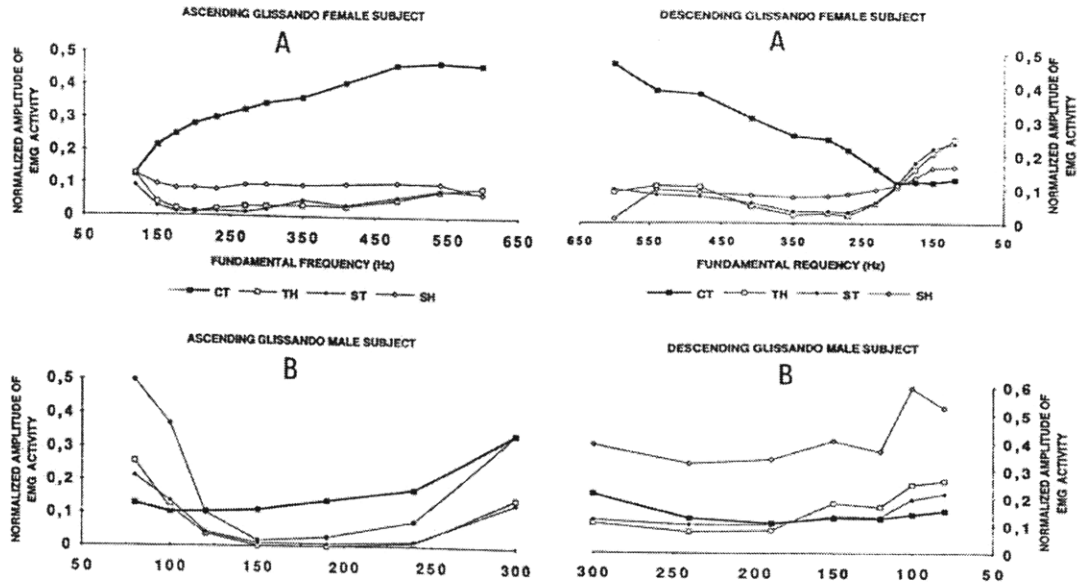 ASCENDING GLISSANDO FEMALE SUBJECT
A
NORMALIZED AMPLITUDE OF
EMG ACTIVITY
0,5
0,4
0,3
0,2
0,1
0
50 150 250 350 450 550 650
FUNDAMENTAL FREQUENCY (Hz)
CT TH ST SH
DESCENDING GLISSANDO FEMALE SUBJECT
A
0,5
0,4
0,3
0,2
0,1
0
NORMALIZED AMPLITUDE OF
EMG ACTIVITY
650 550 450 350 250 150 50
FUNDAMENTAL REQUENCY (Hz)
CT TH ST SH
ASCENDING GLISSANDO MALE SUBJECT
B
NORMALIZED AMPLITUDE OF
EMG ACTIVITY
0,5
0,4
0,3
0,2
0,1
0
50 100 150 200 250 300
DESCENDING GLISSANDO MALE SUBJECT
B
0,6
0,5
0,4
0,3
0,2
0,1
0
NORMALIZED AMPLITUDE OF
EMG ACTIVITY
300 250 200 150 100 50